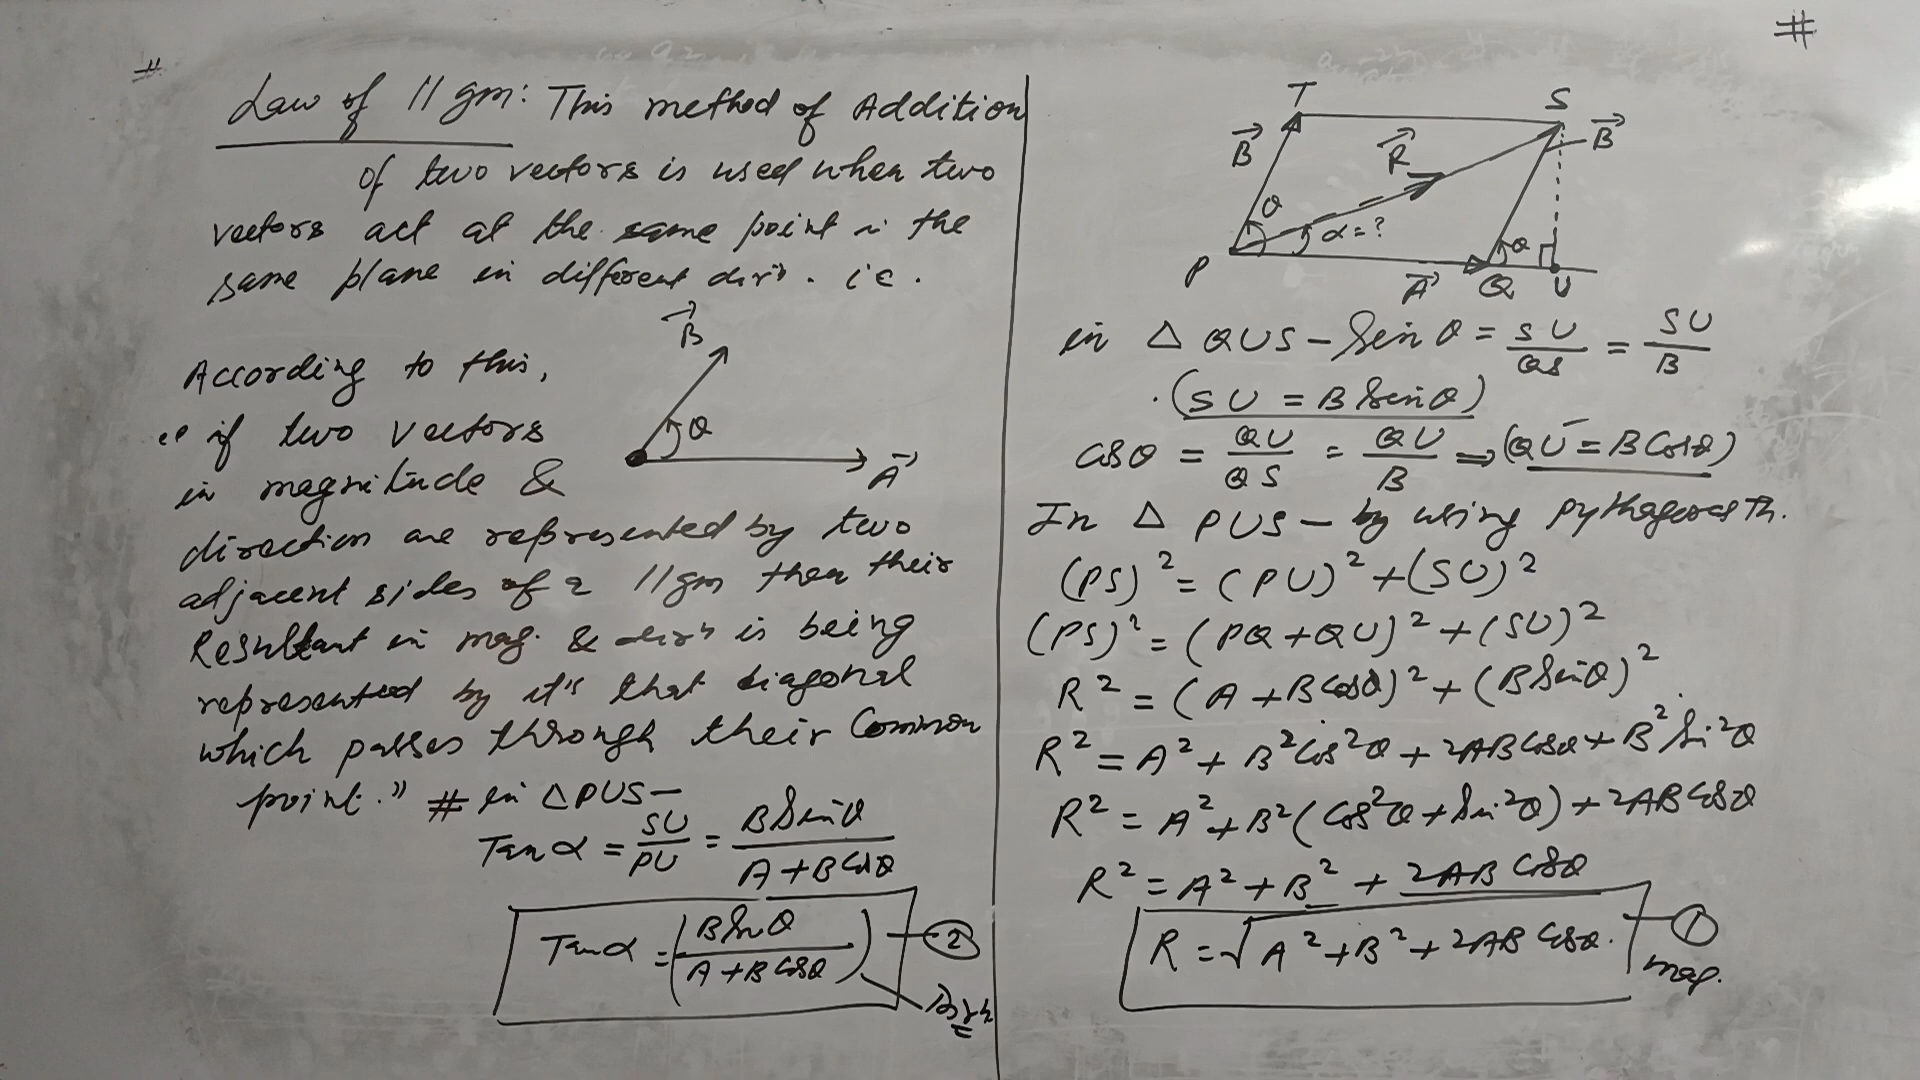 #
#
Law of 11 gm: This method of Addition
of two vectors is used when two
vectors act at the same point in the
same plane in different dirn. i.e.
B→
According to this,
θ
A→
"if two vectors
in magnitude &
direction are represented by two
adjacent sides of a 11gm then their
Resultant in mag. & dirn is being
represented by it's that diagonal
which passes through their Common
point." # in △PUS—
Tan α = SU/PU = B Sin θ/A + B Cos θ
Tan α = (B Sin θ/A + B Cos θ) — ②
Dirn
T S
B→ R→ B→
θ α = ? θ
P A→ Q U
in △ QUS — Sin θ = SU/QS = SU/B
(SU = B Sin θ)
Cos θ = QU/QS = QU/B ⇒ (QU = B Cos θ)
In △ PUS — by using pythagoras Th.
(PS)² = (PU)² + (SU)²
(PS)² = (PQ + QU)² + (SU)²
R² = (A + B Cos θ)² + (B Sin θ)²
R² = A² + B² Cos² θ + 2AB Cos θ + B² Sin² θ
R² = A² + B² (Cos² θ + Sin² θ) + 2AB Cos θ
R² = A² + B² + 2AB Cos θ
R = √A² + B² + 2AB Cos θ. — ①
mag.